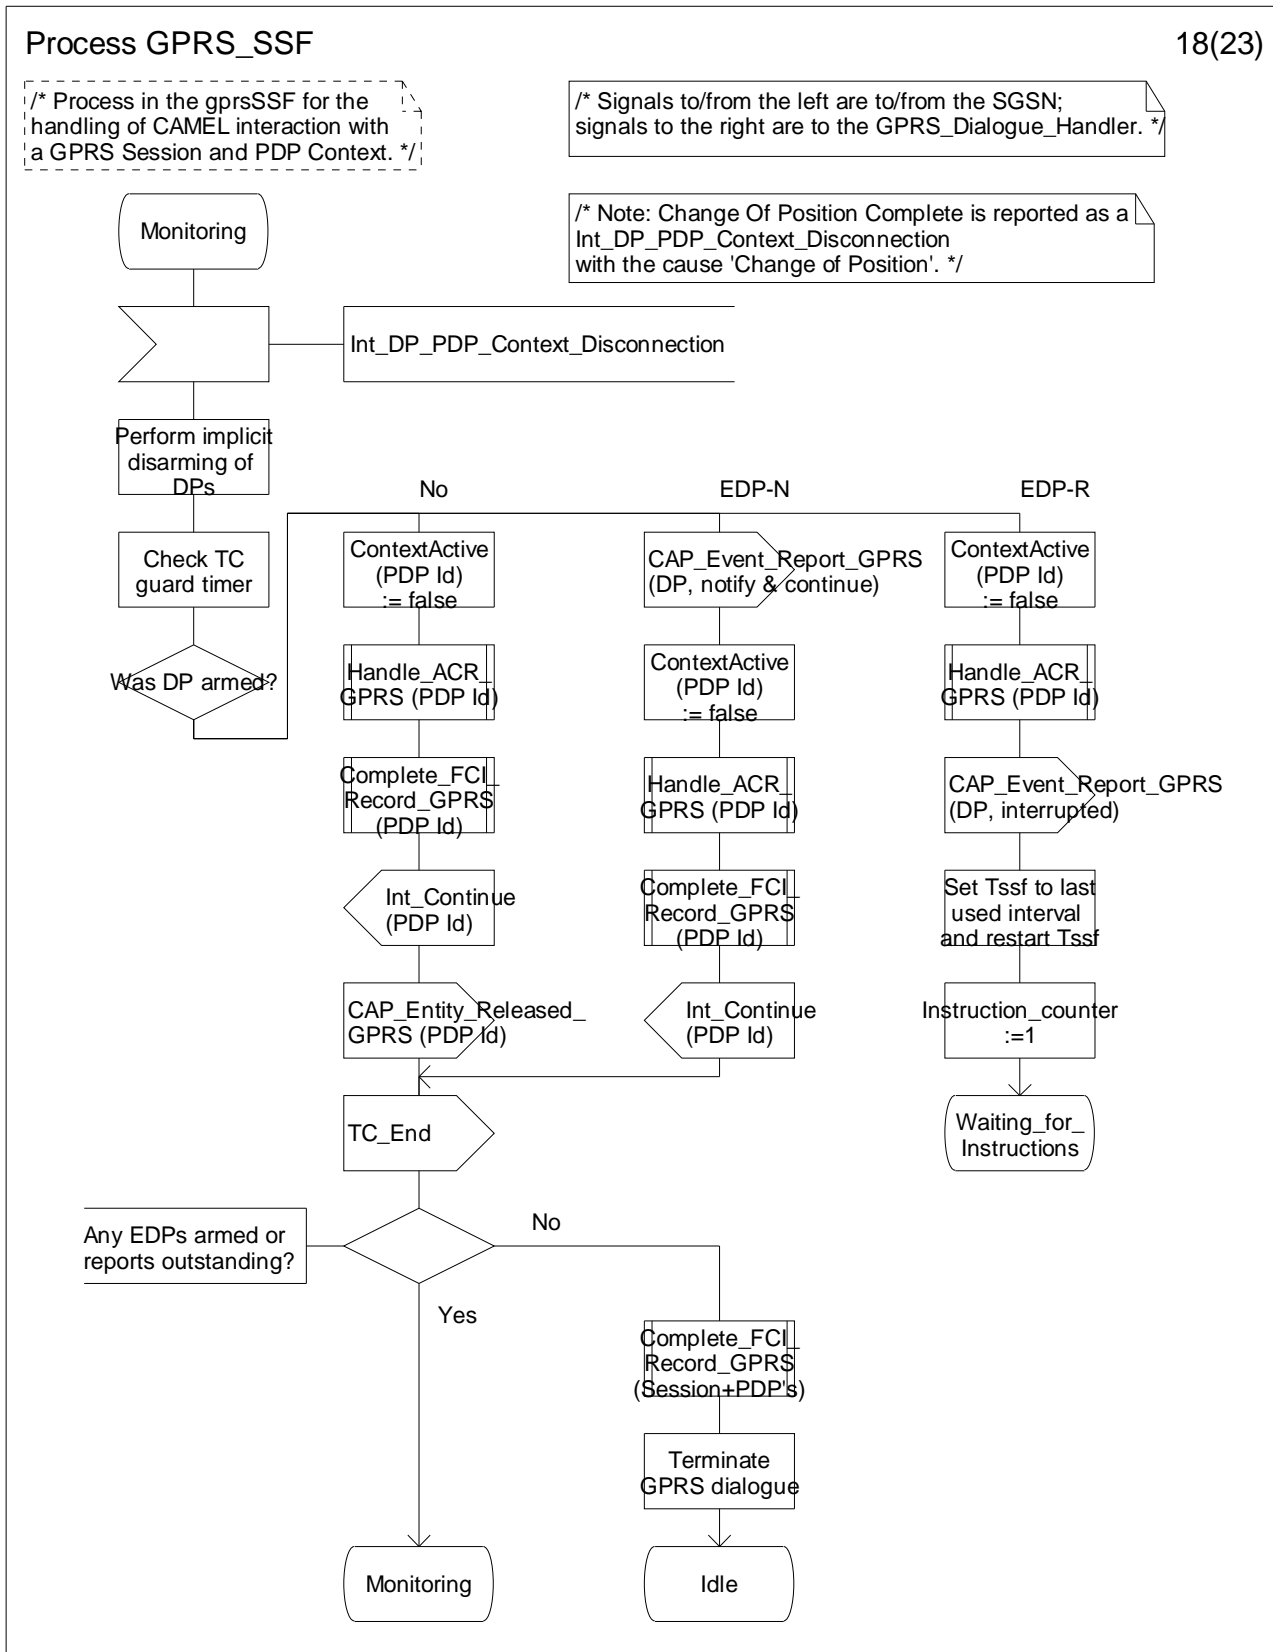 Process GPRS_SSF
18(23)
/* Process in the gprsSSF for the
handling of CAMEL interaction with
a GPRS Session and PDP Context. */
/* Signals to/from the left are to/from the SGSN;
signals to the right are to the GPRS_Dialogue_Handler. */
/* Note: Change Of Position Complete is reported as a
Int_DP_PDP_Context_Disconnection
with the cause 'Change of Position'. */
Monitoring
Int_DP_PDP_Context_Disconnection
Perform implicit
disarming of
DPs
Check TC
guard timer
Was DP armed?
No
ContextActive
(PDP Id)
:= false
Handle_ACR_
GPRS (PDP Id)
Complete_FCI_
Record_GPRS
(PDP Id)
Int_Continue
(PDP Id)
CAP_Entity_Released_
GPRS (PDP Id)
EDP-N
CAP_Event_Report_GPRS
(DP, notify & continue)
ContextActive
(PDP Id)
:= false
Handle_ACR_
GPRS (PDP Id)
Complete_FCI_
Record_GPRS
(PDP Id)
Int_Continue
(PDP Id)
EDP-R
ContextActive
(PDP Id)
:= false
Handle_ACR_
GPRS (PDP Id)
CAP_Event_Report_GPRS
(DP, interrupted)
Set Tssf to last
used interval
and restart Tssf
Instruction_counter
:=1
Waiting_for_
Instructions
TC_End
Any EDPs armed or
reports outstanding?
No
Yes
Complete_FCI_
Record_GPRS
(Session+PDP's)
Terminate
GPRS dialogue
Monitoring
Idle